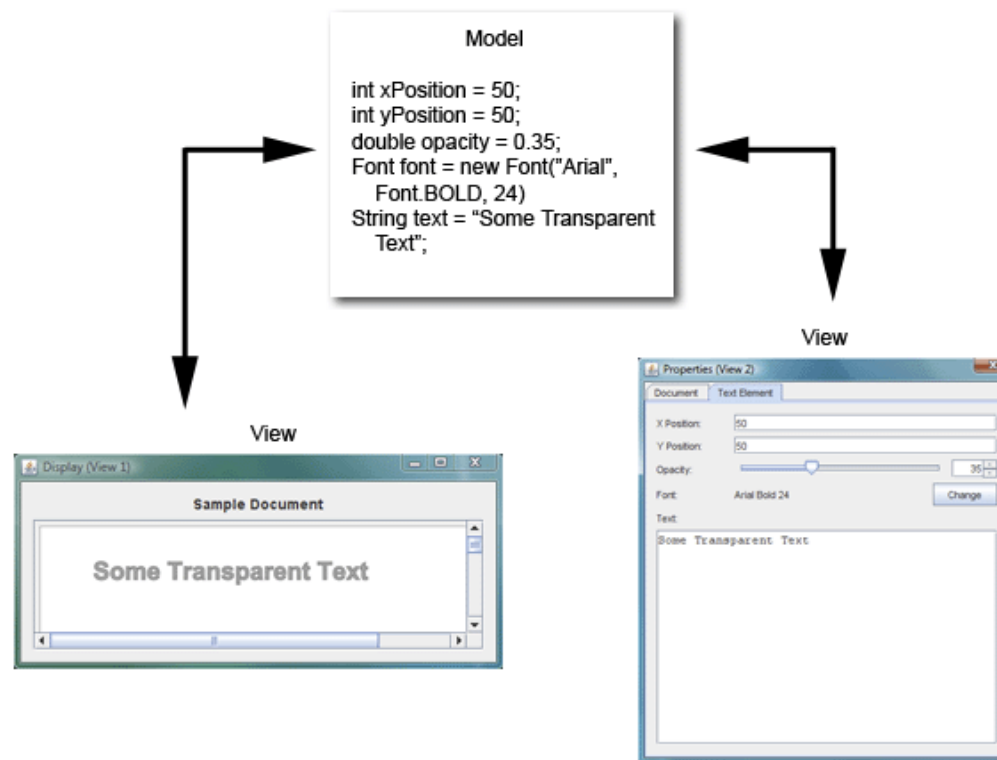 Model
int xPosition = 50;
int yPosition = 50;
double opacity = 0.35;
Font font = new Font("Arial",
Font.BOLD, 24)
String text = “Some Transparent
Text”;
View
Display (View 1)
Sample Document
Some Transparent Text
View
Properties (View 2)
Document Text Element
X Position: 50
Y Position: 50
Opacity: 35
Font: Arial Bold 24 Change
Text:
Some Transparent Text